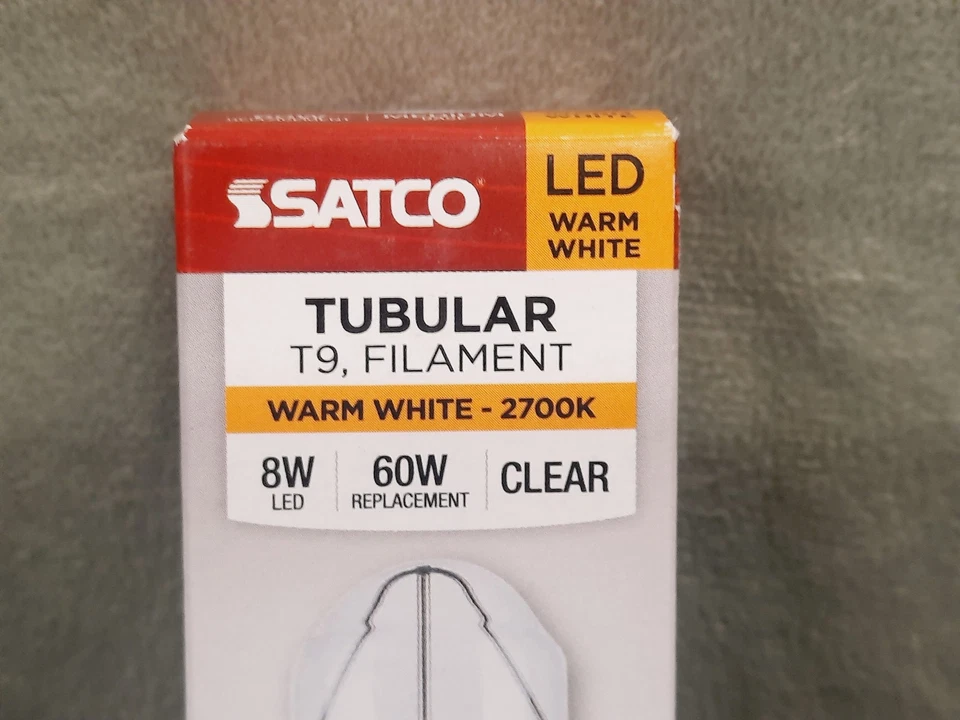 SATCO
LED
WARM
WHITE
TUBULAR
T9, FILAMENT
WARM WHITE - 2700K
8W
LED
60W
REPLACEMENT
CLEAR